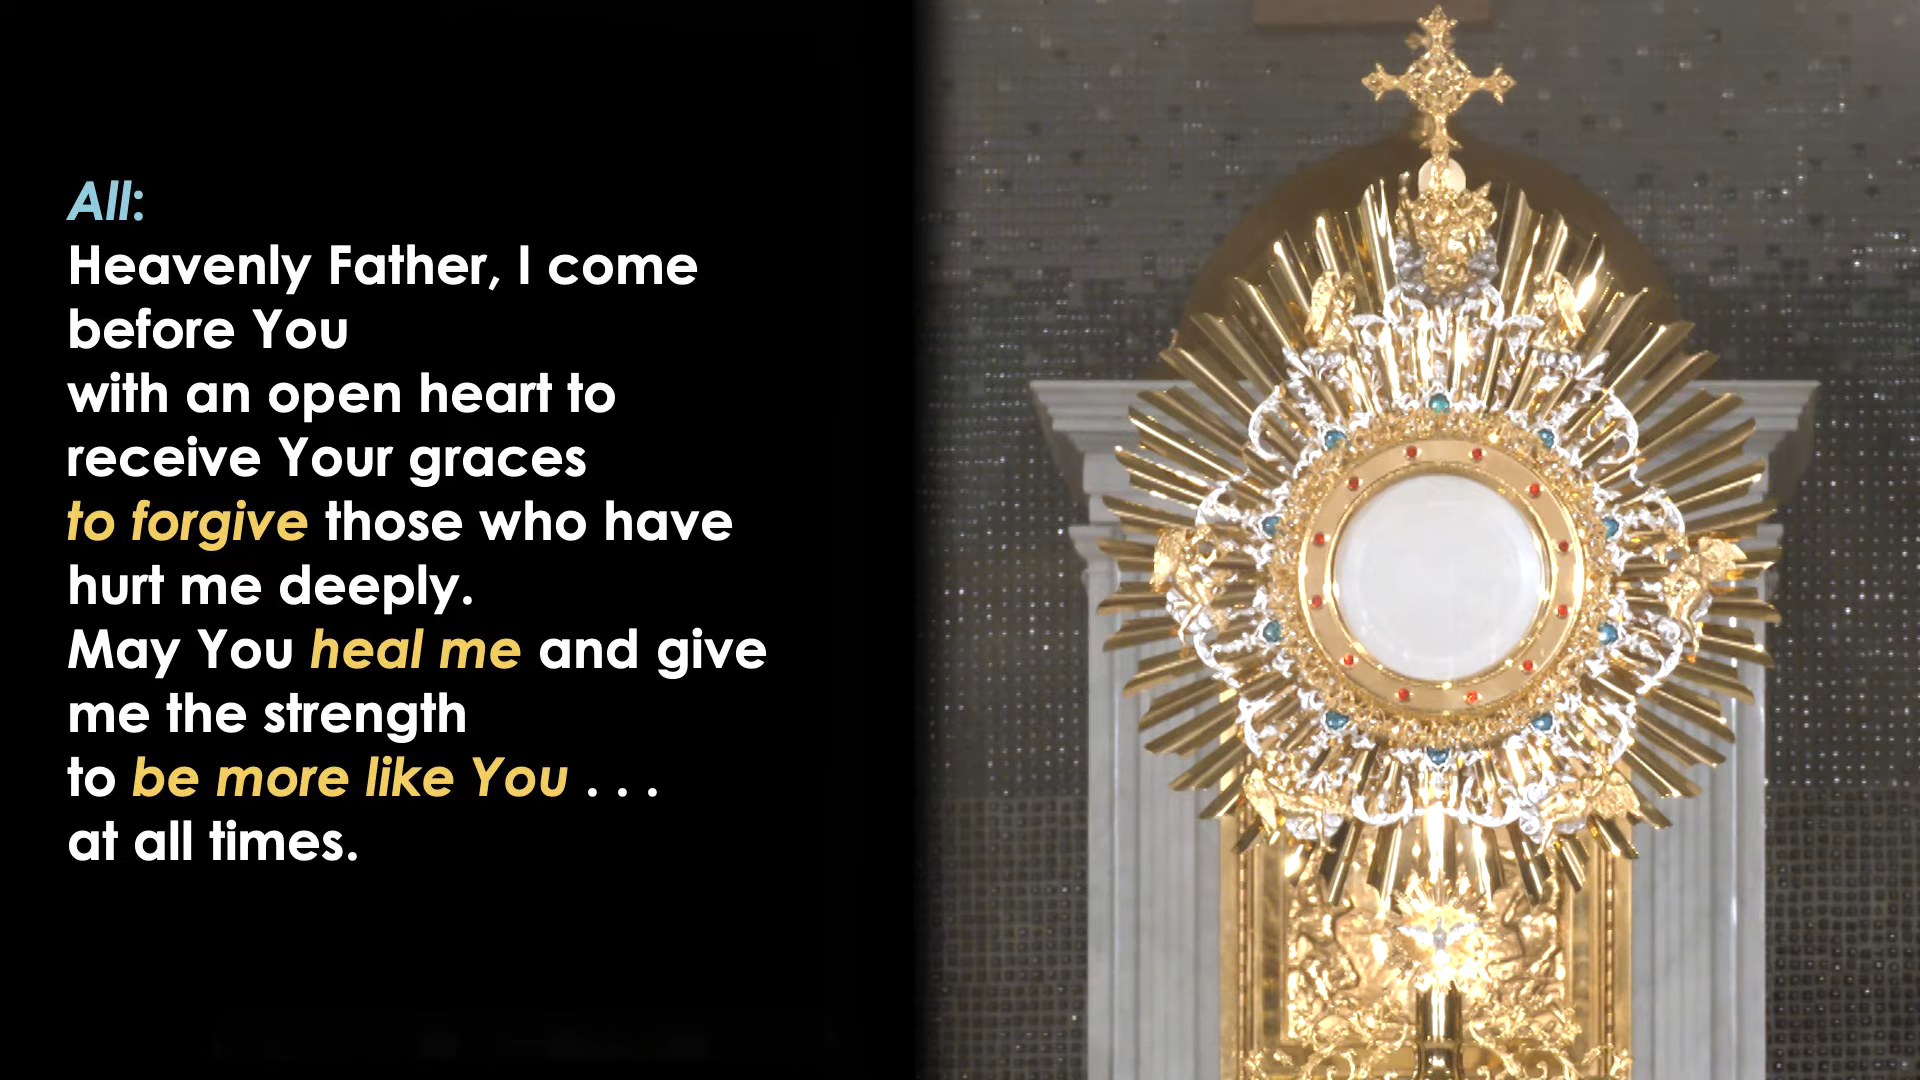 All:
Heavenly Father, I come
before You
with an open heart to
receive Your graces
to forgive those who have
hurt me deeply.
May You heal me and give
me the strength
to be more like You . . .
at all times.